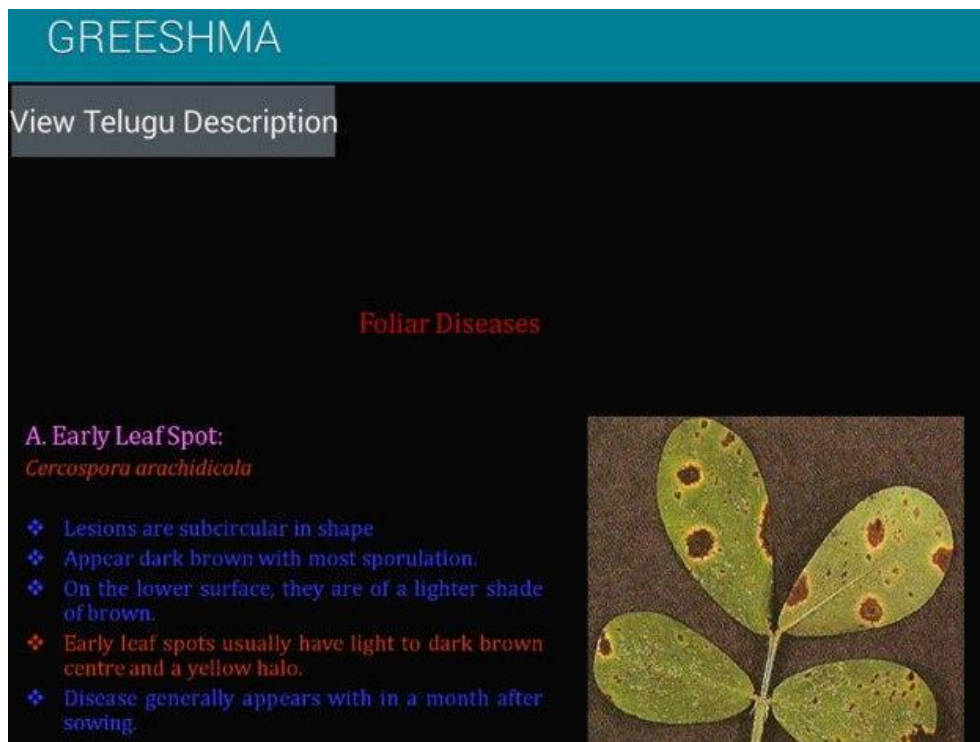 GREESHMA
View Telugu Description
Foliar Diseases
A. Early Leaf Spot:
Cercospora arachidicola
❖ Lesions are subcircular in shape
❖ Appear dark brown with most sporulation.
❖ On the lower surface, they are of a lighter shade
of brown.
❖ Early leaf spots usually have light to dark brown
centre and a yellow halo.
❖ Disease generally appears with in a month after
sowing.